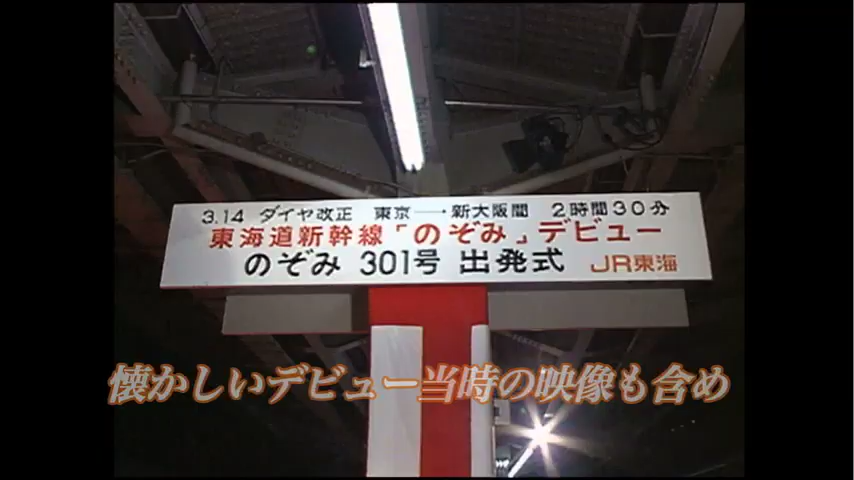 3.14 ダイヤ改正 東京─→新大阪間 2時間30分
東海道新幹線「のぞみ」デビュー
のぞみ 301号 出発式 JR東海
懐かしいデビュー当時の映像も含め